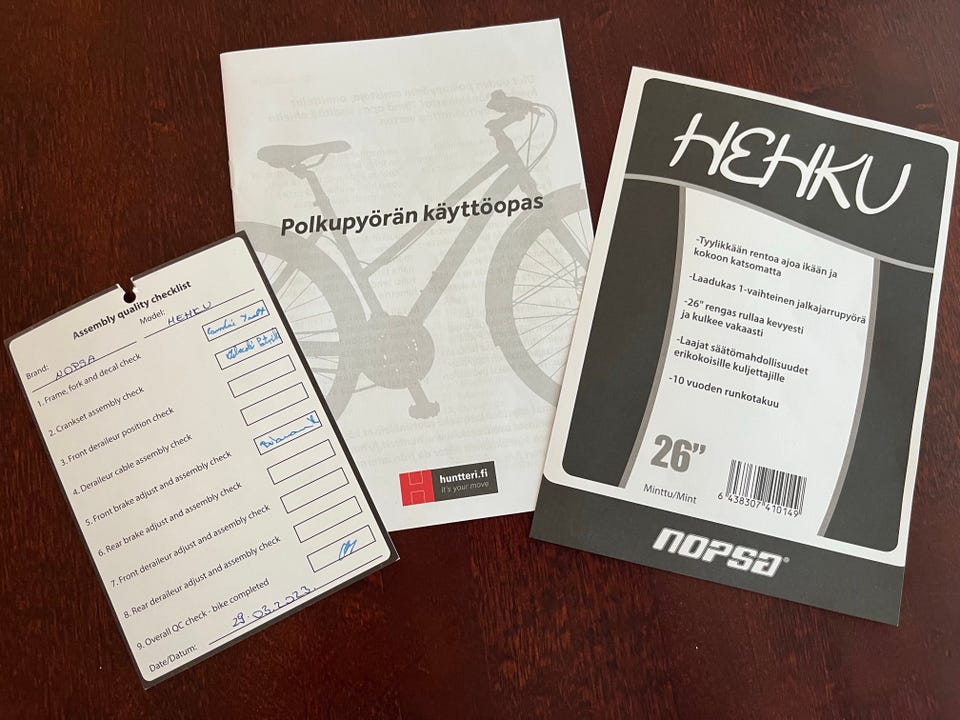 Assembly quality checklist
Brand: NOPSA Model: HEHKU
1. Frame, fork and decal check
2. Crankset assembly check
3. Front deraileur position check
4. Deraileur cable assembly check
5. Front brake adjust and assembly check
6. Rear brake adjust and assembly check
7. Front deraileur adjust and assembly check
8. Rear deraileur adjust and assembly check
9. Overall QC check - bike completed
Date/Datum: 29.03.2023.
Polkupyörän käyttöopas
huntteri.fi
it's your move
HEHKU
-Tyylikkään rentoa ajoa ikään ja
kokoon katsomatta
-Laadukas 1-vaihteinen jalkajarrupyörä
-26" rengas rullaa kevyesti
ja kulkee vakaasti
-Laajat säätömahdollisuudet
erikokoisille kuljettajille
-10 vuoden runkotakuu
26"
Minttu/Mint
6 438307 410149
NOPSA®